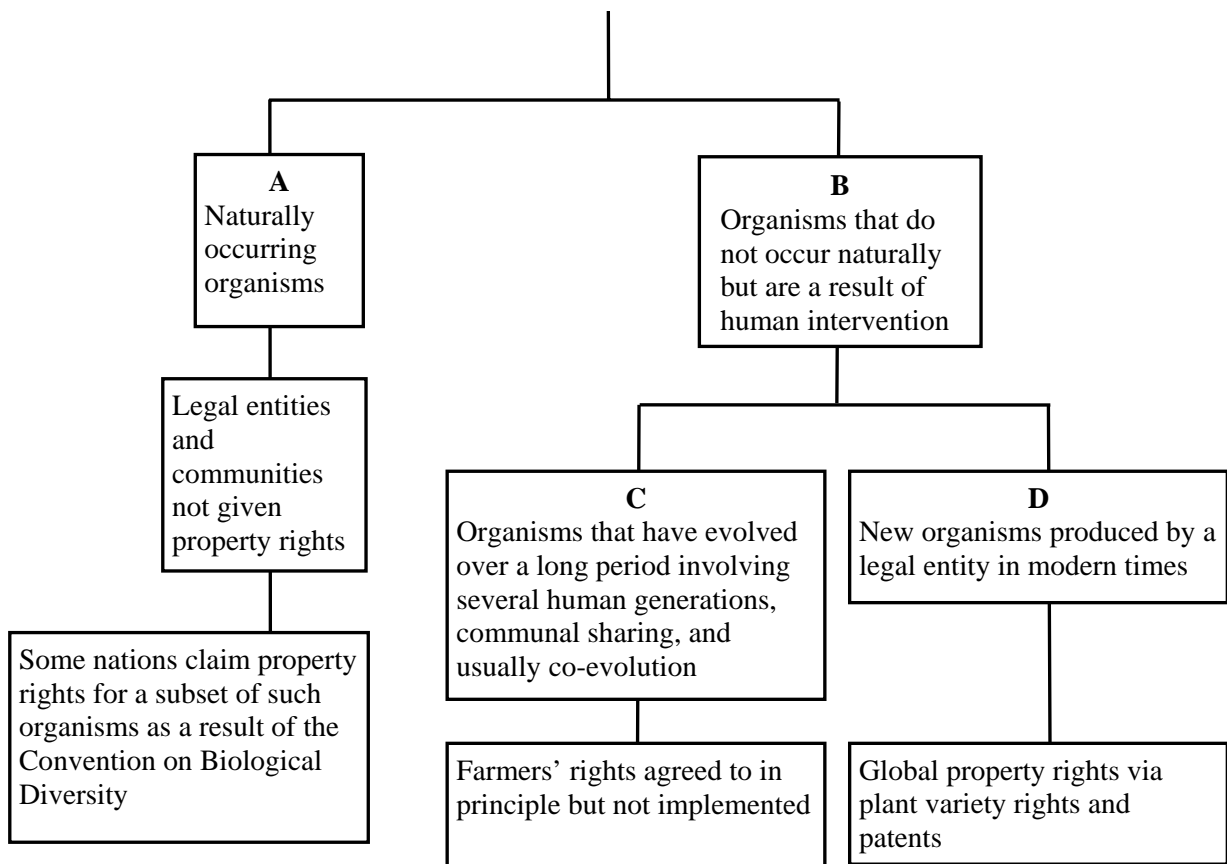 A
Naturally
occurring
organisms
B
Organisms that do
not occur naturally
but are a result of
human intervention
Legal entities
and
communities
not given
property rights
C
Organisms that have evolved
over a long period involving
several human generations,
communal sharing, and
usually co-evolution
D
New organisms produced by a
legal entity in modern times
Some nations claim property
rights for a subset of such
organisms as a result of the
Convention on Biological
Diversity
Farmers’ rights agreed to in
principle but not implemented
Global property rights via
plant variety rights and
patents